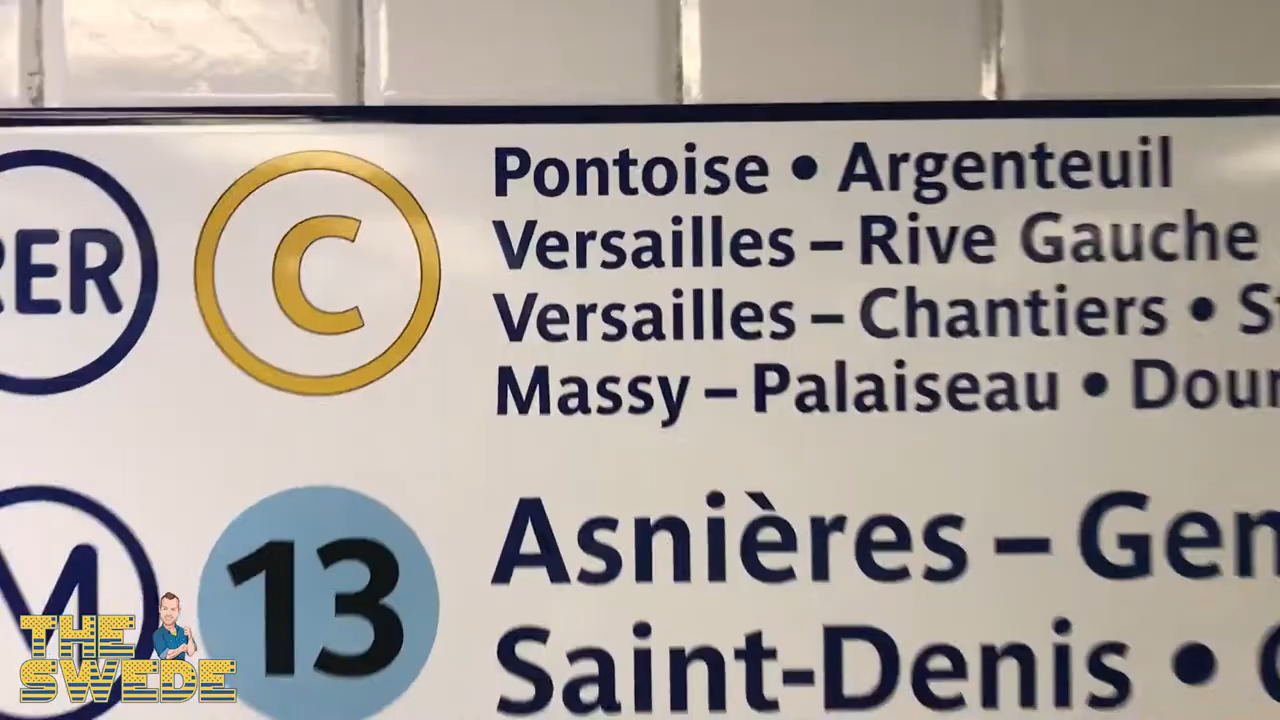 RER C
Pontoise • Argenteuil
Versailles – Rive Gauche
Versailles – Chantiers •
Massy – Palaiseau •
M 13
Asnières –
Saint-Denis •
THE
SWEDE